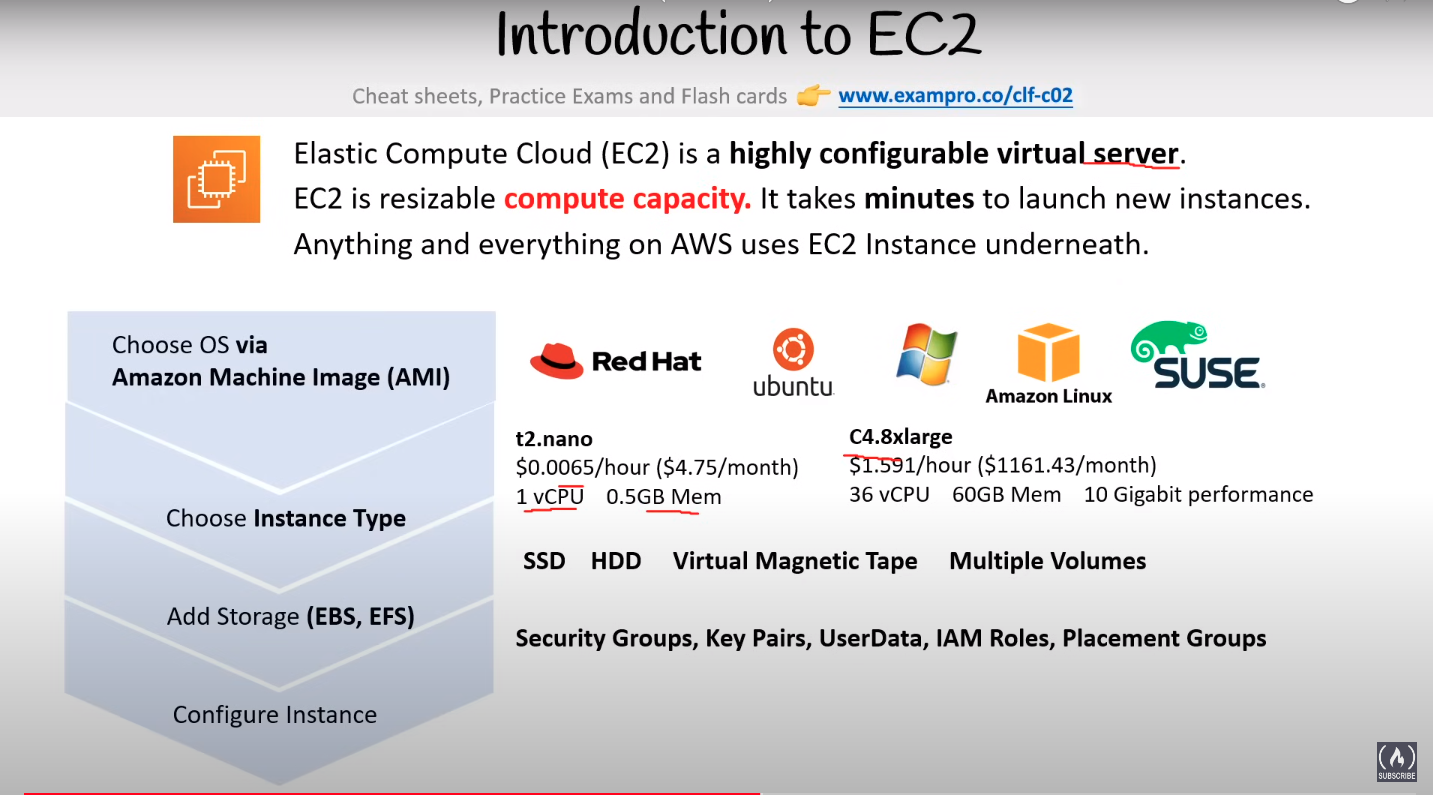 Introduction to EC2
Cheat sheets, Practice Exams and Flash cards 👉 www.exampro.co/clf-c02
Elastic Compute Cloud (EC2) is a highly configurable virtual server.
EC2 is resizable compute capacity. It takes minutes to launch new instances.
Anything and everything on AWS uses EC2 Instance underneath.
Choose OS via
Amazon Machine Image (AMI)
Red Hat
ubuntu
Amazon Linux
SUSE
Choose Instance Type
t2.nano
$0.0065/hour ($4.75/month)
1 vCPU 0.5GB Mem
C4.8xlarge
$1.591/hour ($1161.43/month)
36 vCPU 60GB Mem 10 Gigabit performance
Add Storage (EBS, EFS)
SSD HDD Virtual Magnetic Tape Multiple Volumes
Configure Instance
Security Groups, Key Pairs, UserData, IAM Roles, Placement Groups
SUBSCRIBE